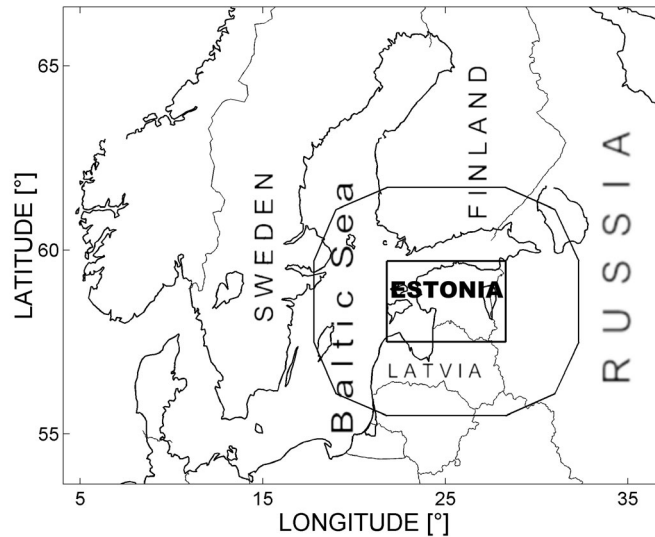 LATITUDE [°]
65
60
55
SWEDEN
Baltic Sea
FINLAND
RUSSIA
ESTONIA
LATVIA
5
15
25
35
LONGITUDE [°]